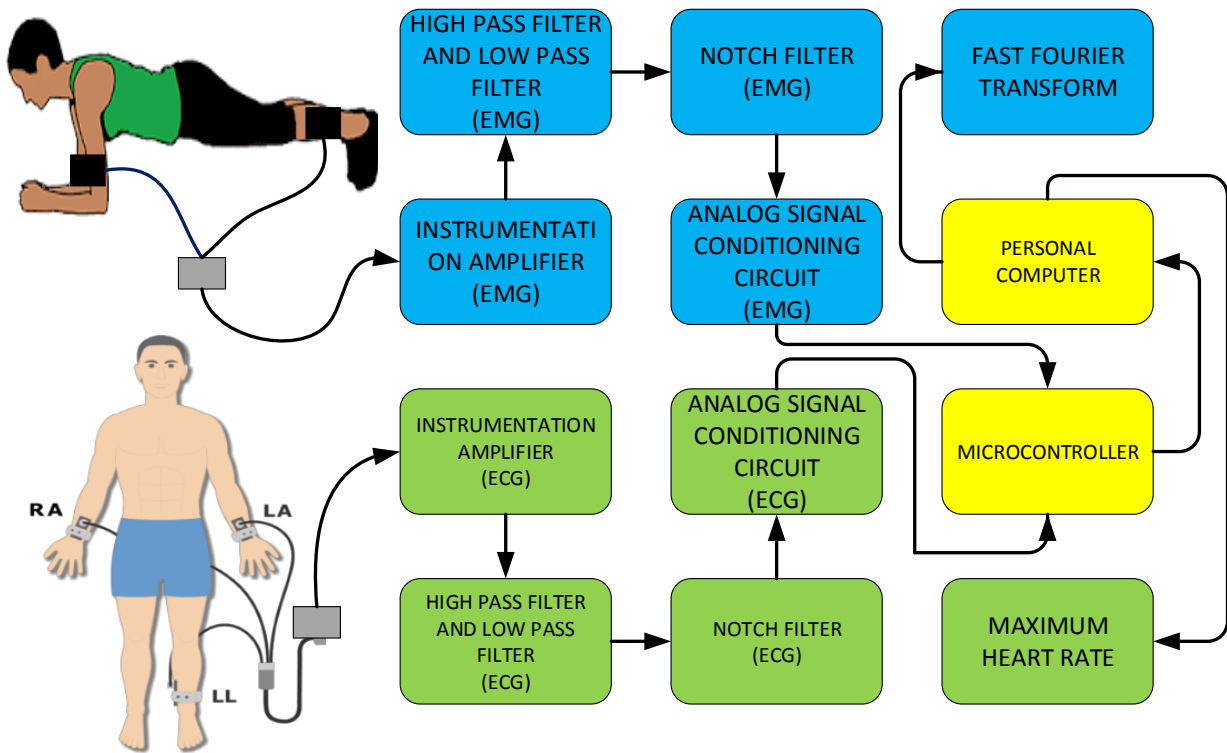 HIGH PASS FILTER
AND LOW PASS
FILTER
(EMG)
NOTCH FILTER
(EMG)
FAST FOURIER
TRANSFORM
INSTRUMENTATI
ON AMPLIFIER
(EMG)
ANALOG SIGNAL
CONDITIONING
CIRCUIT
(EMG)
PERSONAL
COMPUTER
INSTRUMENTATION
AMPLIFIER
(ECG)
ANALOG SIGNAL
CONDITIONING
CIRCUIT
(ECG)
MICROCONTROLLER
RA
LA
LL
HIGH PASS FILTER
AND LOW PASS
FILTER
(ECG)
NOTCH FILTER
(ECG)
MAXIMUM
HEART RATE